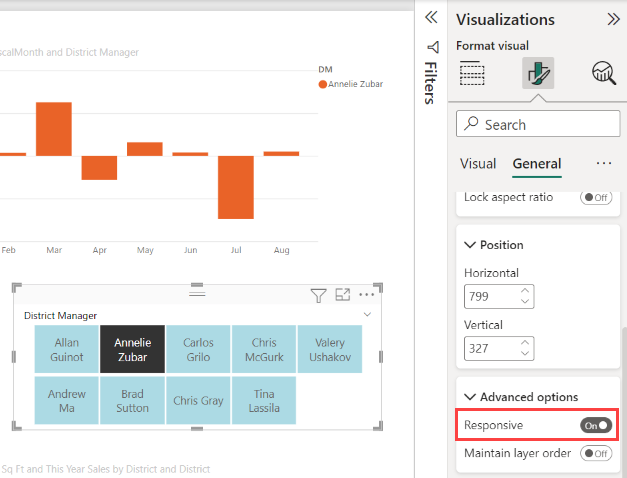 scalMonth and District Manager
DM
Annelie Zubar
Feb
Mar
Apr
May
Jun
Jul
Aug
District Manager
Allan
Guinot
Annelie
Zubar
Carlos
Grilo
Chris
McGurk
Valery
Ushakov
Andrew
Ma
Brad
Sutton
Chris Gray
Tina
Lassila
Sq Ft and This Year Sales by District and District
Filters
Visualizations
Format visual
Search
Visual
General
Lock aspect ratio
Off
Position
Horizontal
799
Vertical
327
Advanced options
Responsive
On
Maintain layer order
Off